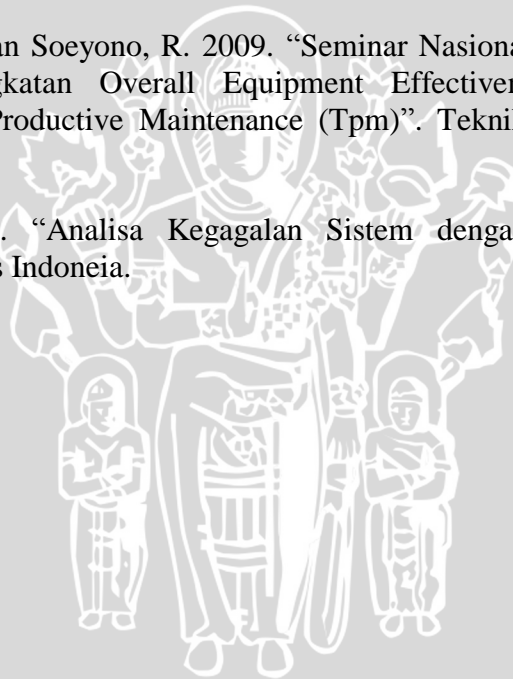 an Soeyono, R. 2009. “Seminar Nasiona
gkatan Overall Equipment Effectiver
Productive Maintenance (Tpm)”. Teknil
. “Analisa Kegagalan Sistem denga
s Indoneia.